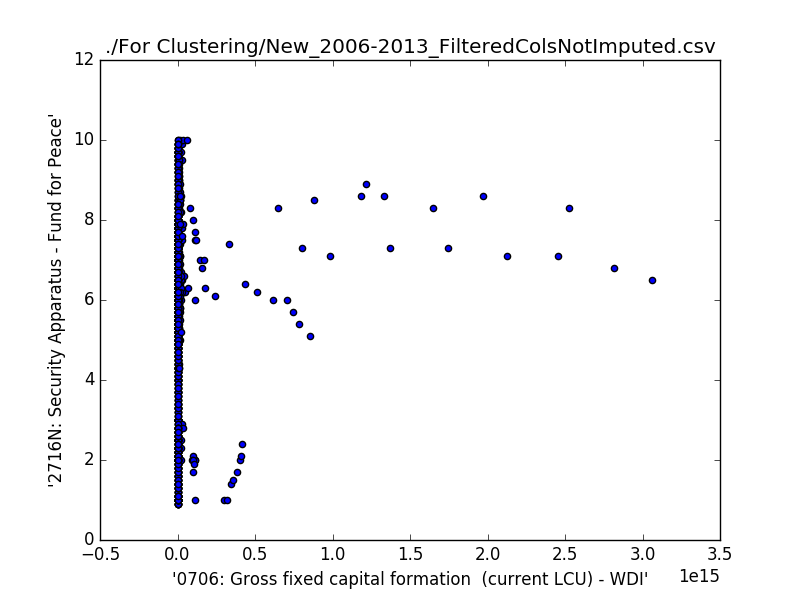 ./For Clustering/New_2006-2013_FilteredColsNotImputed.csv
12
10
8
6
4
2
0
'2716N: Security Apparatus - Fund for Peace'
−0.5 0.0 0.5 1.0 1.5 2.0 2.5 3.0 3.5
1e15
'0706: Gross fixed capital formation  (current LCU) - WDI'